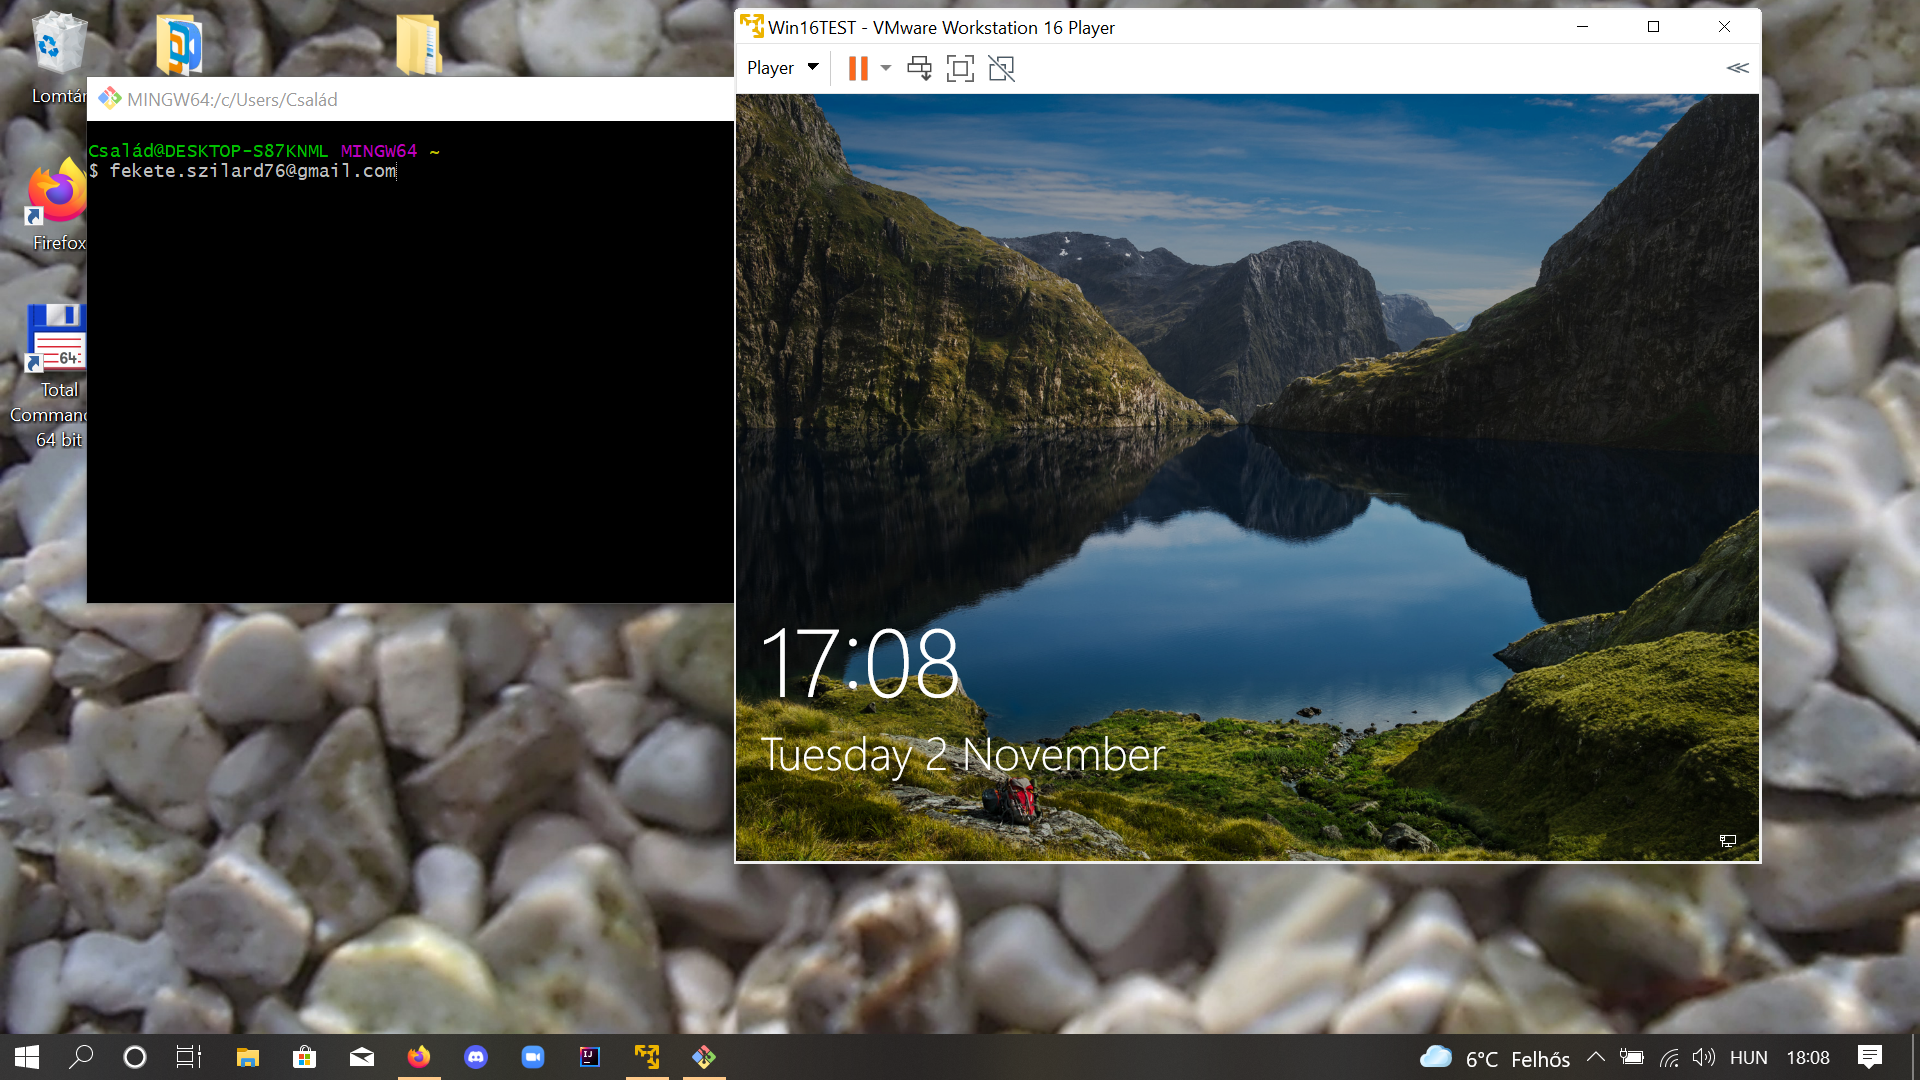 Lomtár
Firefox
64
Total
Command
64 bit
MINGW64:/c/Users/Család
Család@DESKTOP-S87KNML MINGW64 ~
$ fekete.szilard76@gmail.com
Win16TEST - VMware Workstation 16 Player
Player
17:08
Tuesday 2 November
6°C Felhős
HUN
18:08